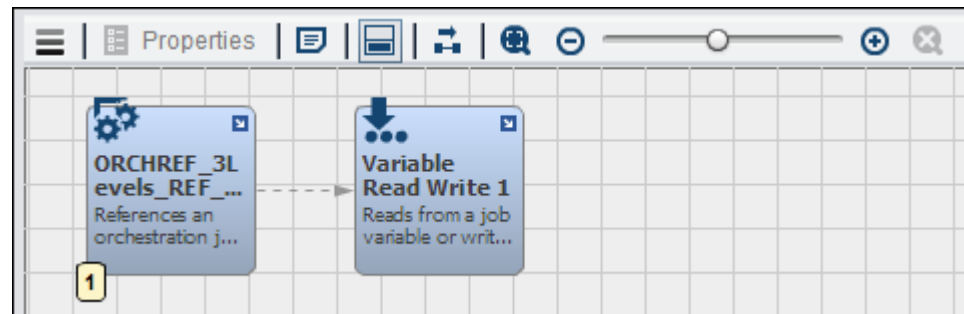 Properties
ORCHREF_3L
evels_REF_...
References an
orchestration j...
1
Variable
Read Write 1
Reads from a job
variable or writ...